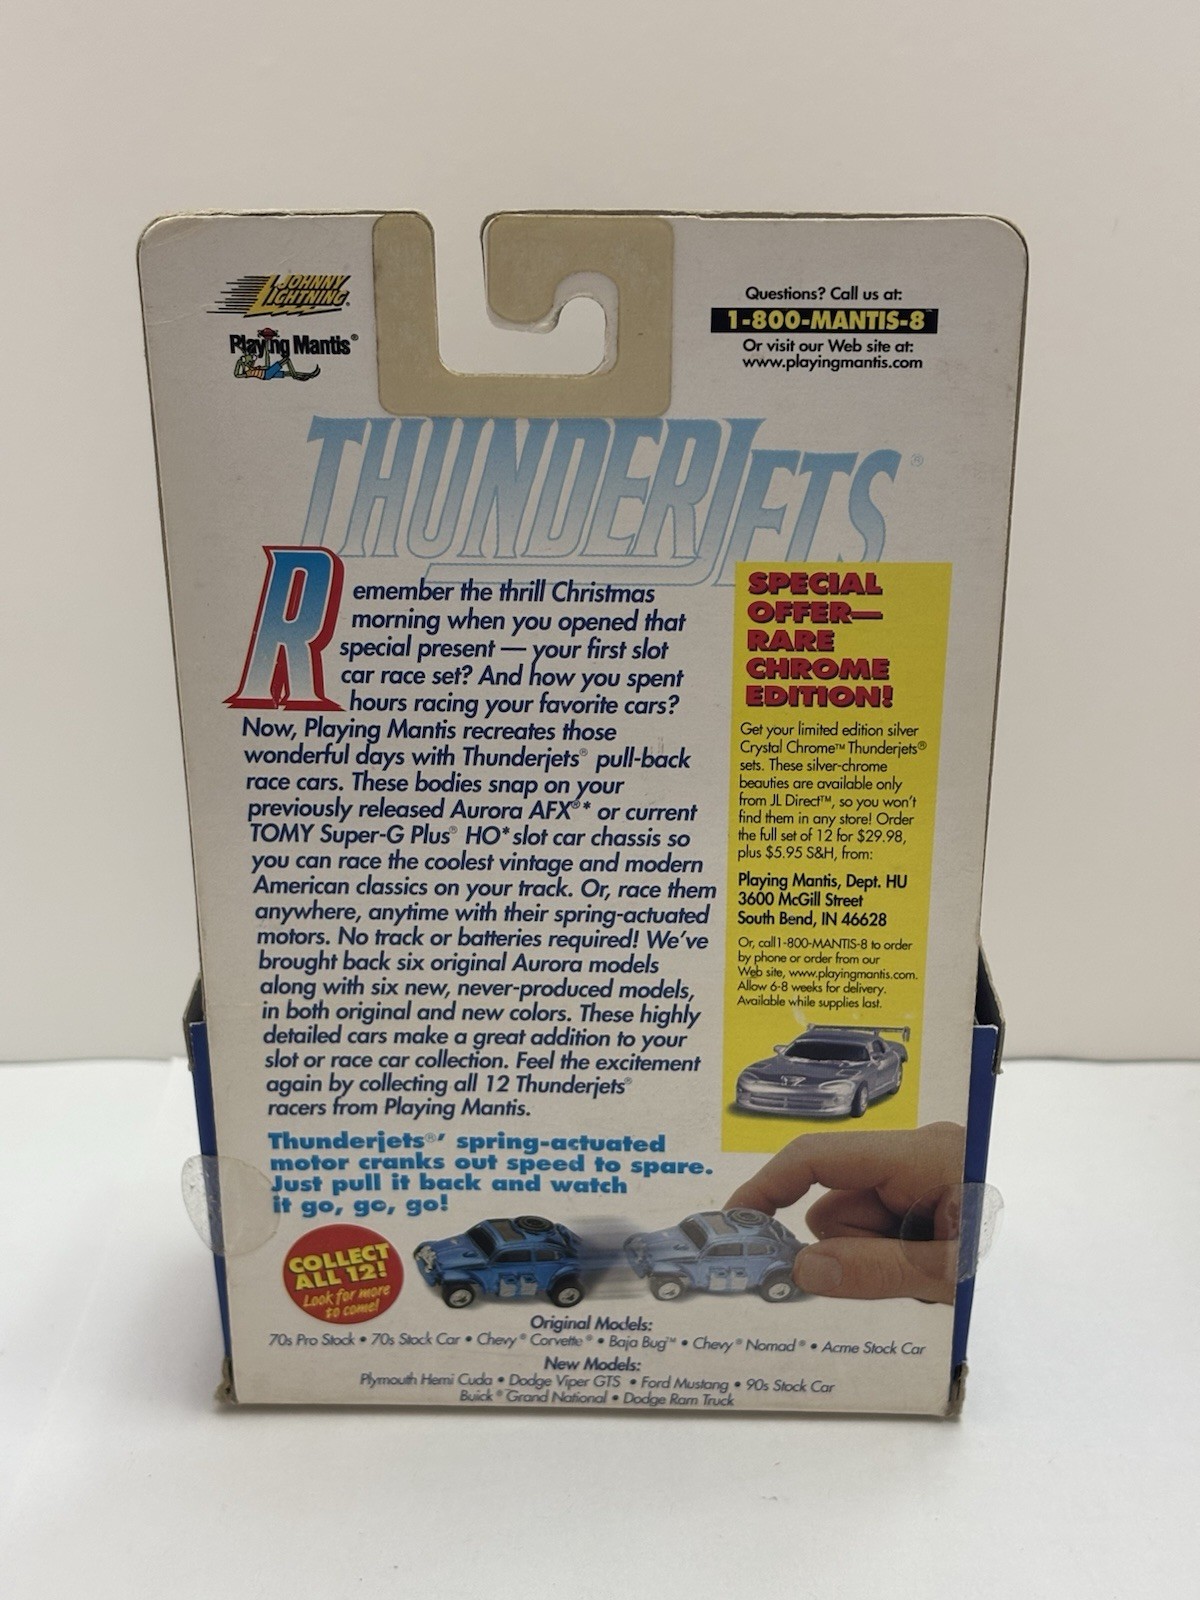 JOHNNY
LIGHTNING®
Playing Mantis®
Questions? Call us at:
1-800-MANTIS-8
Or visit our Web site at:
www.playingmantis.com
THUNDERJETS®
Remember the thrill Christmas
morning when you opened that
special present — your first slot
car race set? And how you spent
hours racing your favorite cars?
Now, Playing Mantis recreates those
wonderful days with Thunderjets® pull-back
race cars. These bodies snap on your
previously released Aurora AFX®* or current
TOMY Super-G Plus® HO* slot car chassis so
you can race the coolest vintage and modern
American classics on your track. Or, race them
anywhere, anytime with their spring-actuated
motors. No track or batteries required! We've
brought back six original Aurora models
along with six new, never-produced models,
in both original and new colors. These highly
detailed cars make a great addition to your
slot or race car collection. Feel the excitement
again by collecting all 12 Thunderjets®
racers from Playing Mantis.
SPECIAL
OFFER—
RARE
CHROME
EDITION!
Get your limited edition silver
Crystal Chrome™ Thunderjets®
sets. These silver-chrome
beauties are available only
from JL Direct™, so you won't
find them in any store! Order
the full set of 12 for $29.98,
plus $5.95 S&H, from:
Playing Mantis, Dept. HU
3600 McGill Street
South Bend, IN 46628
Or, call1-800-MANTIS-8 to order
by phone or order from our
Web site, www.playingmantis.com.
Allow 6-8 weeks for delivery.
Available while supplies last.
Thunderjets®' spring-actuated
motor cranks out speed to spare.
Just pull it back and watch
it go, go, go!
COLLECT
ALL 12!
Look for more
to come!
Original Models:
70s Pro Stock • 70s Stock Car • Chevy® Corvette® • Baja Bug™ • Chevy® Nomad® • Acme Stock Car
New Models:
Plymouth Hemi Cuda • Dodge Viper GTS • Ford Mustang • 90s Stock Car
Buick® Grand National • Dodge Ram Truck